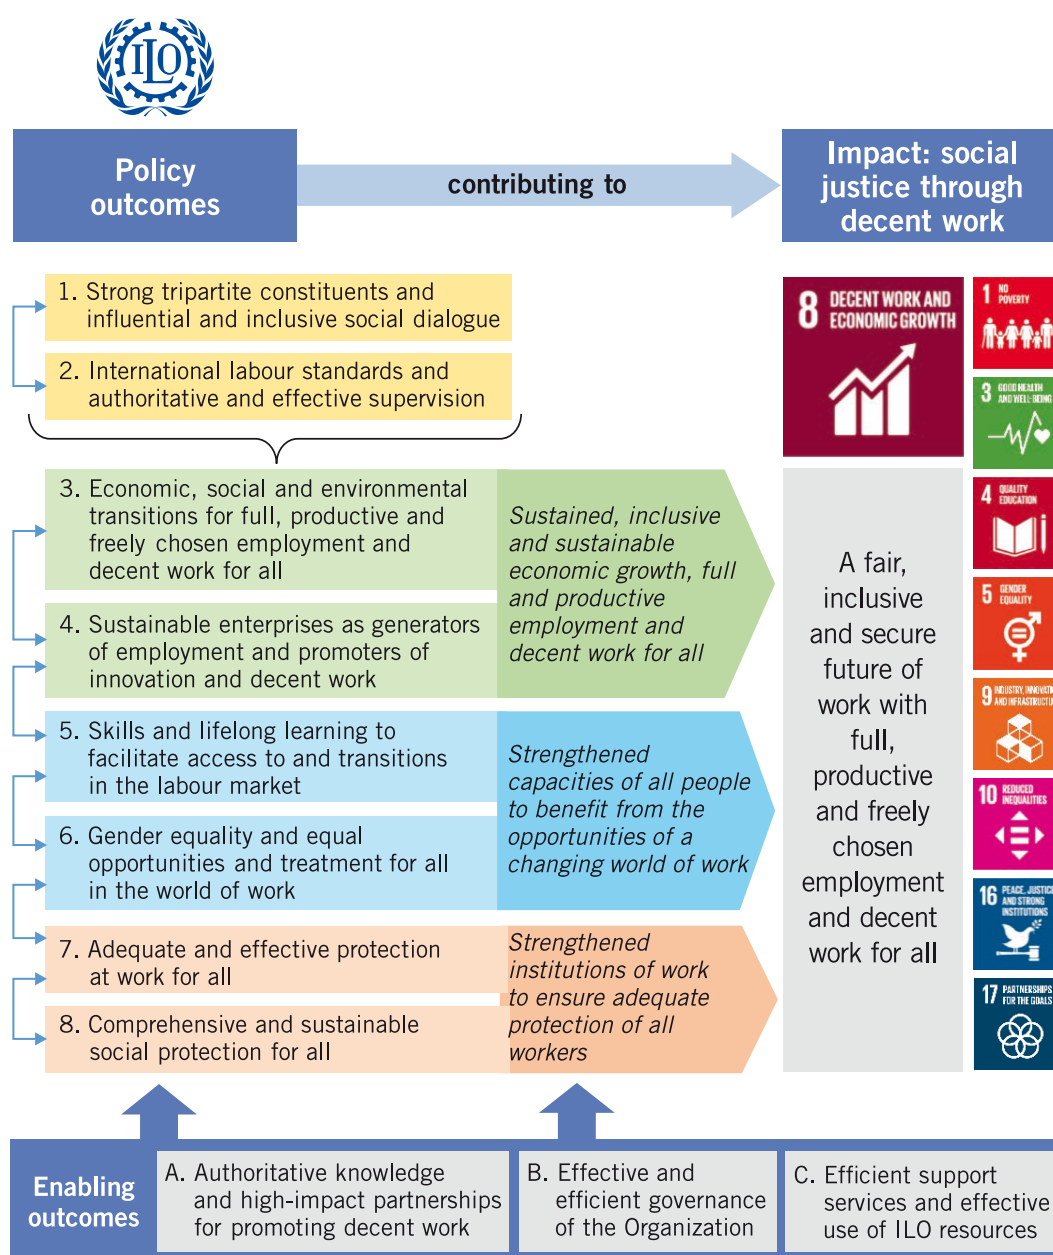 ILO
Policy
outcomes
contributing to
Impact: social
justice through
decent work
1. Strong tripartite constituents and
influential and inclusive social dialogue
2. International labour standards and
authoritative and effective supervision
3. Economic, social and environmental
transitions for full, productive and
freely chosen employment and
decent work for all
4. Sustainable enterprises as generators
of employment and promoters of
innovation and decent work
Sustained, inclusive
and sustainable
economic growth, full
and productive
employment and
decent work for all
5. Skills and lifelong learning to
facilitate access to and transitions
in the labour market
6. Gender equality and equal
opportunities and treatment for all
in the world of work
Strengthened
capacities of all people
to benefit from the
opportunities of a
changing world of work
7. Adequate and effective protection
at work for all
8. Comprehensive and sustainable
social protection for all
Strengthened
institutions of work
to ensure adequate
protection of all
workers
8 DECENT WORK AND
ECONOMIC GROWTH
A fair,
inclusive
and secure
future of
work with
full,
productive
and freely
chosen
employment
and decent
work for all
1 NO
POVERTY
3 GOOD HEALTH
AND WELL-BEING
4 QUALITY
EDUCATION
5 GENDER
EQUALITY
9 INDUSTRY, INNOVATI
AND INFRASTRUCTU
10 REDUCED
INEQUALITIES
16 PEACE, JUSTICE
AND STRONG
INSTITUTIONS
17 PARTNERSHIPS
FOR THE GOALS
Enabling
outcomes
A. Authoritative knowledge
and high-impact partnerships
for promoting decent work
B. Effective and
efficient governance
of the Organization
C. Efficient support
services and effective
use of ILO resources